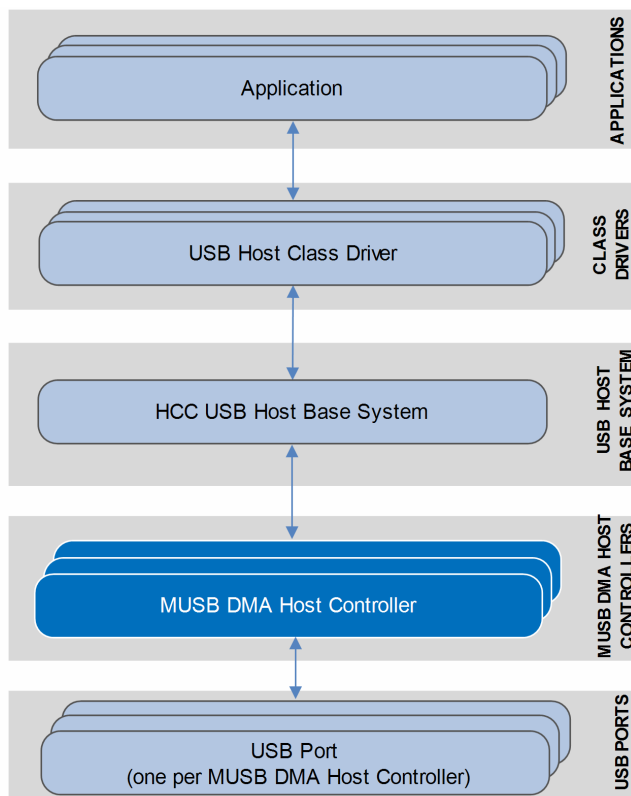 Application
APPLICATIONS
USB Host Class Driver
CLASS
DRIVERS
HCC USB Host Base System
USB HOST
BASE SYSTEM
MUSB DMA Host Controller
MUSB DMA HOST
CONTROLLERS
USB Port
(one per MUSB DMA Host Controller)
USB PORTS